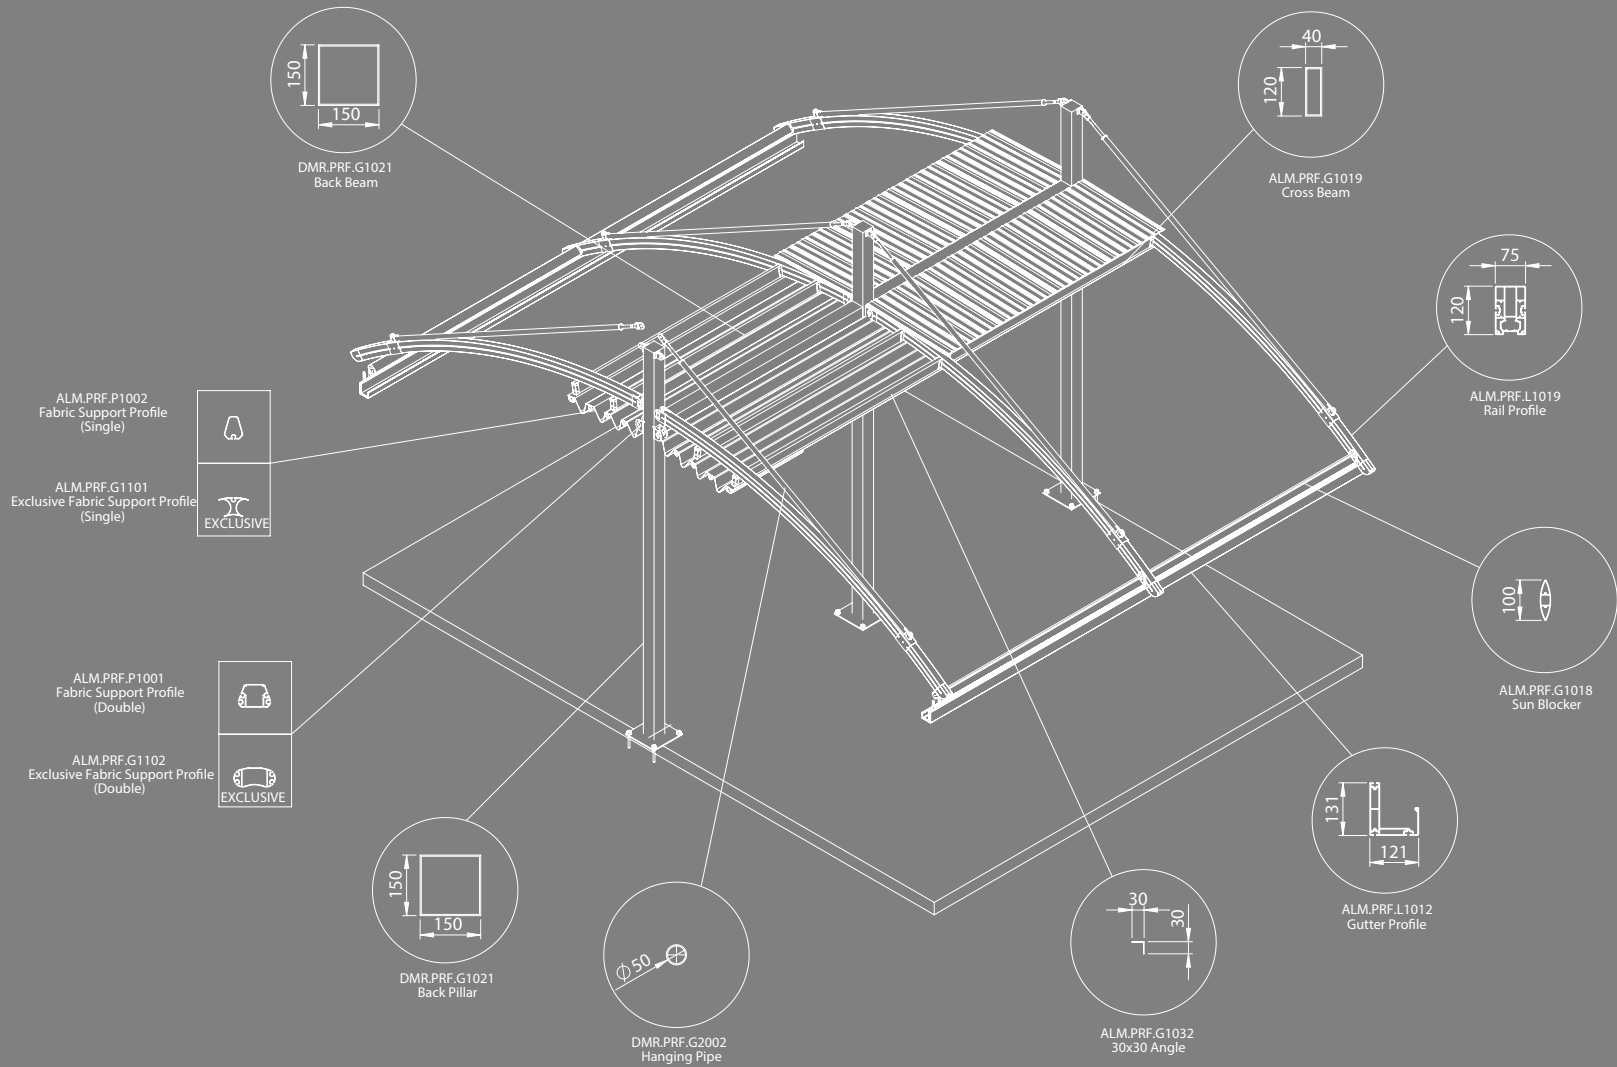 150
150
DMR.PRF.G1021
Back Beam
40
120
ALM.PRF.G1019
Cross Beam
75
120
ALM.PRF.L1019
Rail Profile
ALM.PRF.P1002
Fabric Support Profile
(Single)
ALM.PRF.G1101
Exclusive Fabric Support Profile
(Single)
EXCLUSIVE
100
ALM.PRF.G1018
Sun Blocker
ALM.PRF.P1001
Fabric Support Profile
(Double)
ALM.PRF.G1102
Exclusive Fabric Support Profile
(Double)
EXCLUSIVE
131
121
ALM.PRF.L1012
Gutter Profile
150
150
DMR.PRF.G1021
Back Pillar
∅50
DMR.PRF.G2002
Hanging Pipe
30
30
ALM.PRF.G1032
30x30 Angle